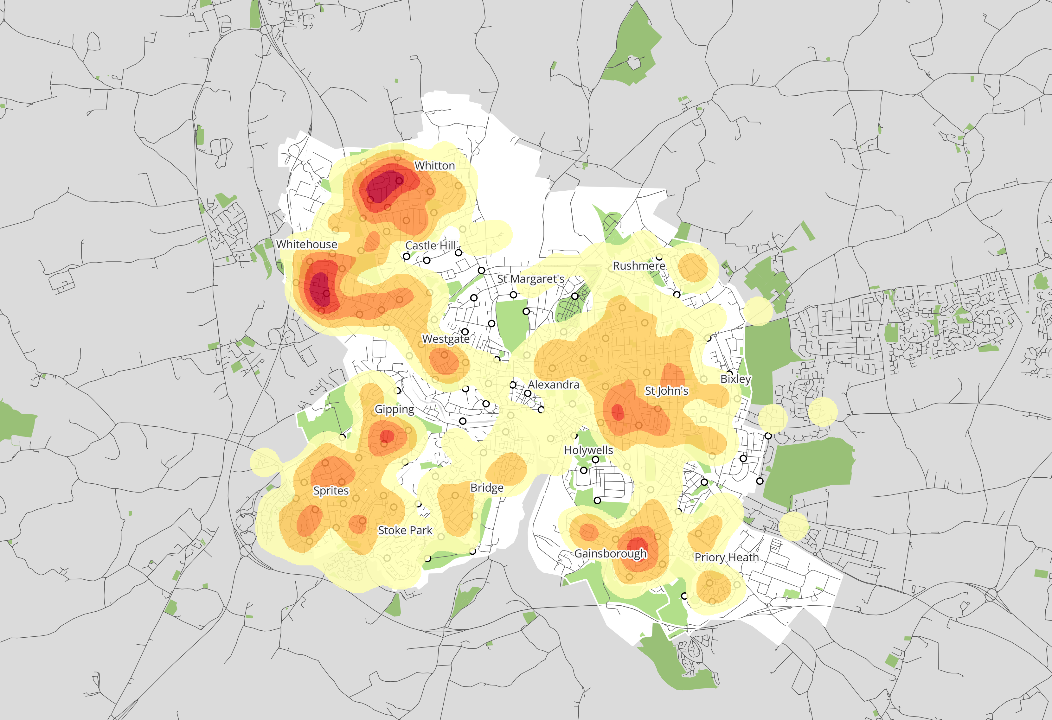 Whitton
Whitehouse
Castle Hill
Rushmere
St Margaret's
Westgate
Bixley
Alexandra
St John's
Gipping
Holywells
Bridge
Sprites
Stoke Park
Gainsborough
Priory Heath